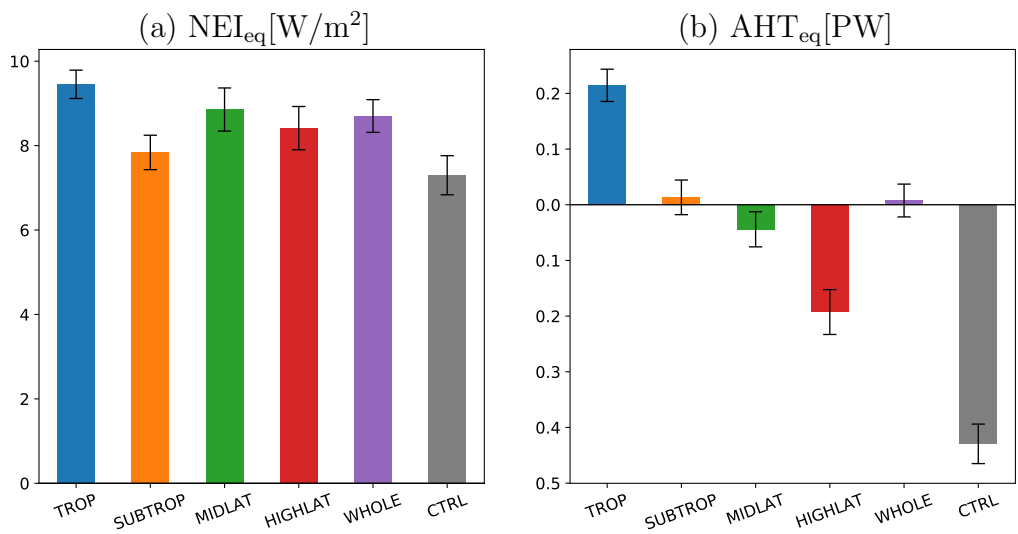 (a) NEI_eq[W/m²]
10
8
6
4
2
0
TROP
SUBTROP
MIDLAT
HIGHLAT
WHOLE
CTRL
(b) AHT_eq[PW]
0.2
0.1
0.0
0.1
0.2
0.3
0.4
0.5
TROP
SUBTROP
MIDLAT
HIGHLAT
WHOLE
CTRL